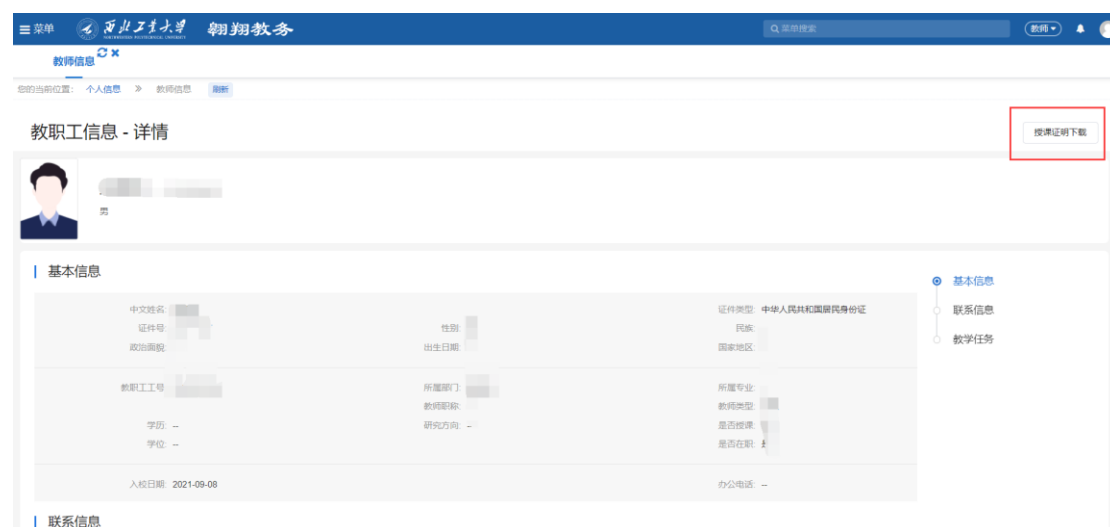 菜单 西北工业大学 NORTHWESTERN POLYTECHNICAL UNIVERSITY 翱翔教务 菜单搜索 教师
教师信息
您的当前位置: 个人信息 》 教师信息 刷新
教职工信息 - 详情 授课证明下载
男
基本信息
基本信息
联系信息
教学任务
中文姓名: 证件类型: 中华人民共和国居民身份证
证件号: 性别: 民族:
政治面貌: 出生日期: 国家地区:
教职工工号: 所属部门: 所属专业:
教师职称: 教师类型:
学历: -- 研究方向: -- 是否授课:
学位: -- 是否在职:
入校日期: 2021-09-08 办公电话: --
联系信息